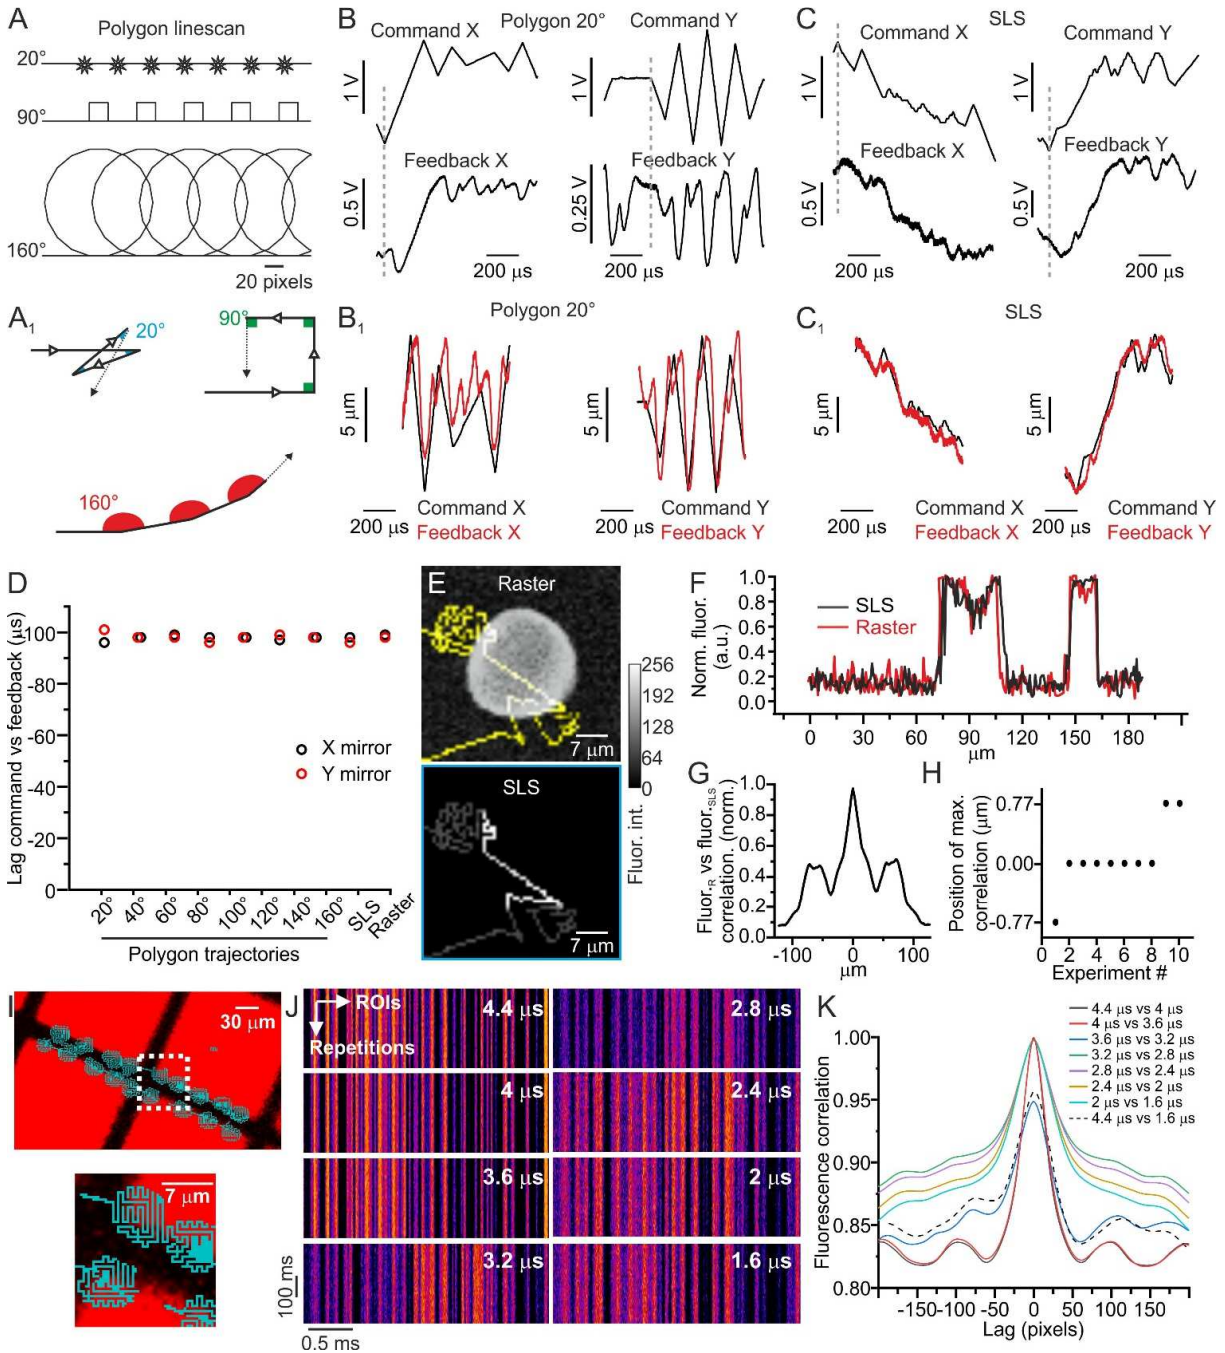 A
Polygon linescan
20°
90°
160°
20 pixels
B
Polygon 20°
Command X
Command Y
1 V
1 V
Feedback X
Feedback Y
0.5 V
0.25 V
200 µs
200 µs
C
SLS
Command X
Command Y
1 V
1 V
Feedback X
Feedback Y
0.5 V
0.5 V
200 µs
200 µs
A1
20°
90°
160°
B1
Polygon 20°
5 µm
5 µm
200 µs
Command X
Feedback X
200 µs
Command Y
Feedback Y
C1
SLS
5 µm
5 µm
200 µs
Command X
Feedback X
200 µs
Command Y
Feedback Y
D
Lag command vs feedback (µs)
-100
-80
-60
-40
-20
0
X mirror
Y mirror
20°
40°
60°
80°
100°
120°
140°
160°
SLS
Raster
Polygon trajectories
E
Raster
7 µm
SLS
7 µm
256
192
128
64
0
Fluor. int.
F
Norm. fluor.
(a.u.)
1.0
0.8
0.6
0.4
0.2
0.0
SLS
Raster
0
30
60
90
120
150
180
µm
G
Fluor.R vs fluor.SLS
correlation. (norm.)
1.0
0.8
0.6
0.4
0.2
0.0
-100
0
100
µm
H
Position of max.
correlation (µm)
0.77
0.00
-0.77
0
2
4
6
8
10
Experiment #
I
30 µm
7 µm
J
ROIs
Repetitions
4.4 µs
2.8 µs
4 µs
2.4 µs
3.6 µs
2 µs
3.2 µs
1.6 µs
100 ms
0.5 ms
K
4.4 µs vs 4 µs
4 µs vs 3.6 µs
3.6 µs vs 3.2 µs
3.2 µs vs 2.8 µs
2.8 µs vs 2.4 µs
2.4 µs vs 2 µs
2 µs vs 1.6 µs
4.4 µs vs 1.6 µs
Fluorescence correlation
1.00
0.95
0.90
0.85
0.80
-150
-100
-50
0
50
100
150
Lag (pixels)